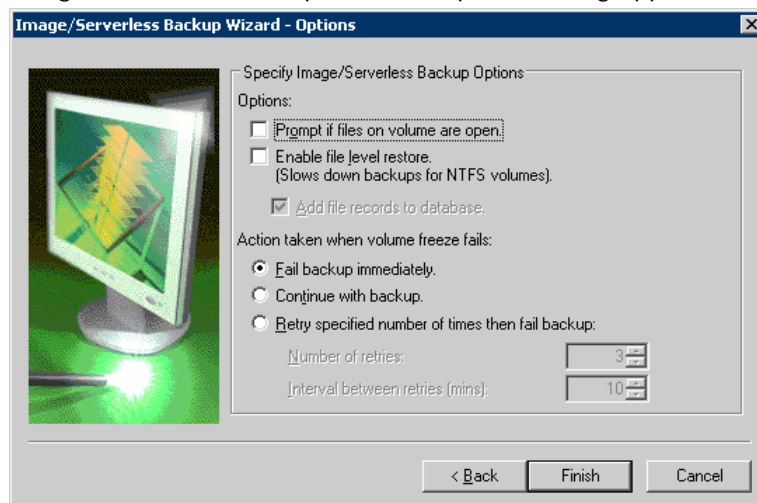 Image/Serverless Backup Wizard - Options
Specify Image/Serverless Backup Options
Options:
Prompt if files on volume are open.
Enable file level restore.
(Slows down backups for NTFS volumes).
Add file records to database.
Action taken when volume freeze fails:
Fail backup immediately.
Continue with backup.
Retry specified number of times then fail backup:
Number of retries: 3
Interval between retries (mins): 10
< Back Finish Cancel